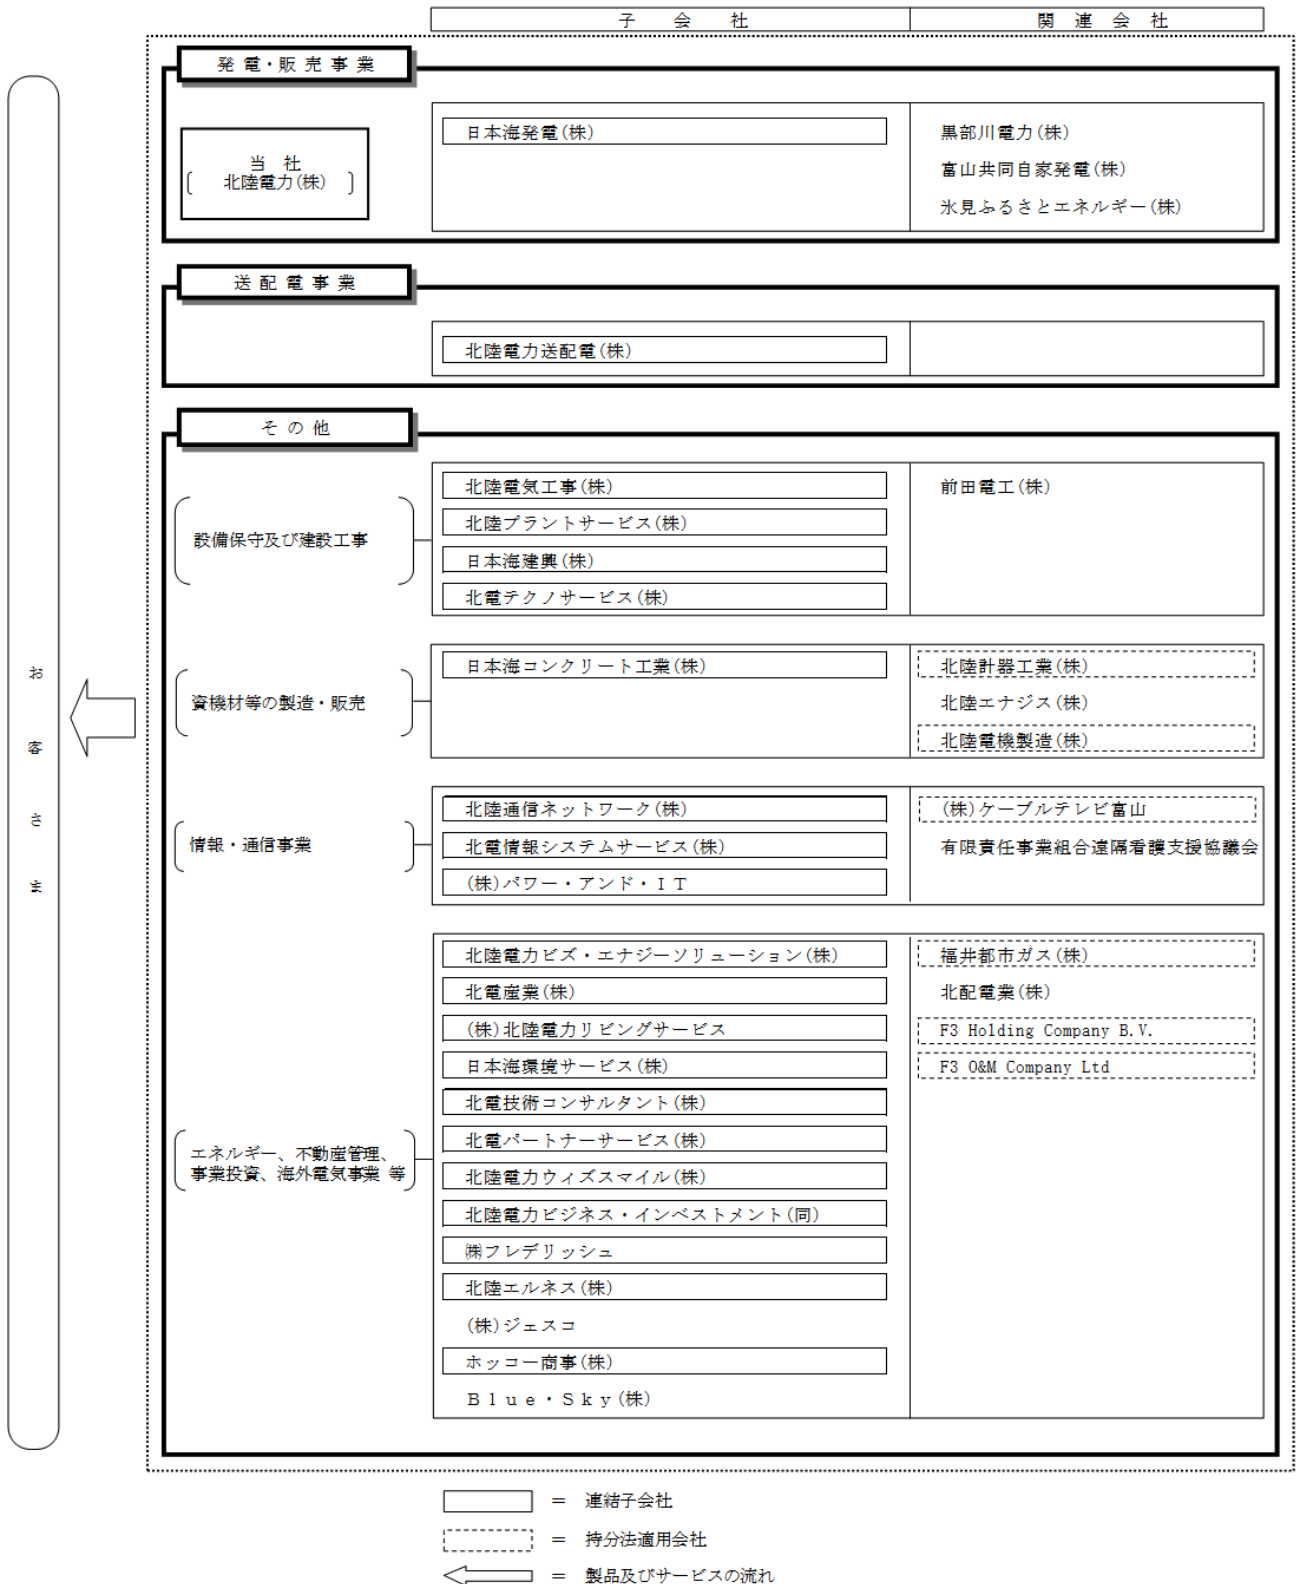 子 会 社
関 連 会 社
発 電・販 売 事 業
当 社
北陸電力(株)
日本海発電(株)
黒部川電力(株)
富山共同自家発電(株)
氷見ふるさとエネルギー(株)
送 配 電 事 業
北陸電力送配電(株)
そ の 他
設備保守及び建設工事
北陸電気工事(株)
北陸プラントサービス(株)
日本海建興(株)
北電テクノサービス(株)
前田電工(株)
資機材等の製造・販売
日本海コンクリート工業(株)
北陸計器工業(株)
北陸エナジス(株)
北陸電機製造(株)
情報・通信事業
北陸通信ネットワーク(株)
北電情報システムサービス(株)
(株)パワー・アンド・ＩＴ
(株)ケーブルテレビ富山
有限責任事業組合遠隔看護支援協議会
エネルギー、不動産管理、
事業投資、海外電気事業 等
北陸電力ビズ・エナジーソリューション(株)
北電産業(株)
(株)北陸電力リビングサービス
日本海環境サービス(株)
北電技術コンサルタント(株)
北電パートナーサービス(株)
北陸電力ウィズスマイル(株)
北陸電力ビジネス・インベストメント(同)
㈱フレデリッシュ
北陸エルネス(株)
(株)ジェスコ
ホッコー商事(株)
Ｂｌｕｅ・Ｓｋｙ(株)
福井都市ガス(株)
北配電業(株)
F3 Holding Company B.V.
F3 O&M Company Ltd
お客さま
＝ 連結子会社
＝ 持分法適用会社
＝ 製品及びサービスの流れ